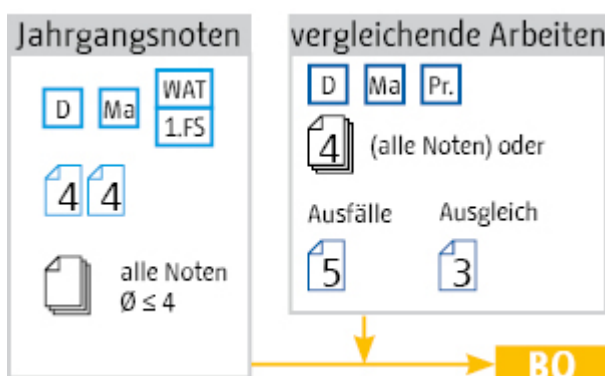 Jahrgangsnoten
D Ma WAT
1.FS
4 4
alle Noten
Ø ≤ 4
vergleichende Arbeiten
D Ma Pr.
4 (alle Noten) oder
Ausfälle Ausgleich
5 3
BO